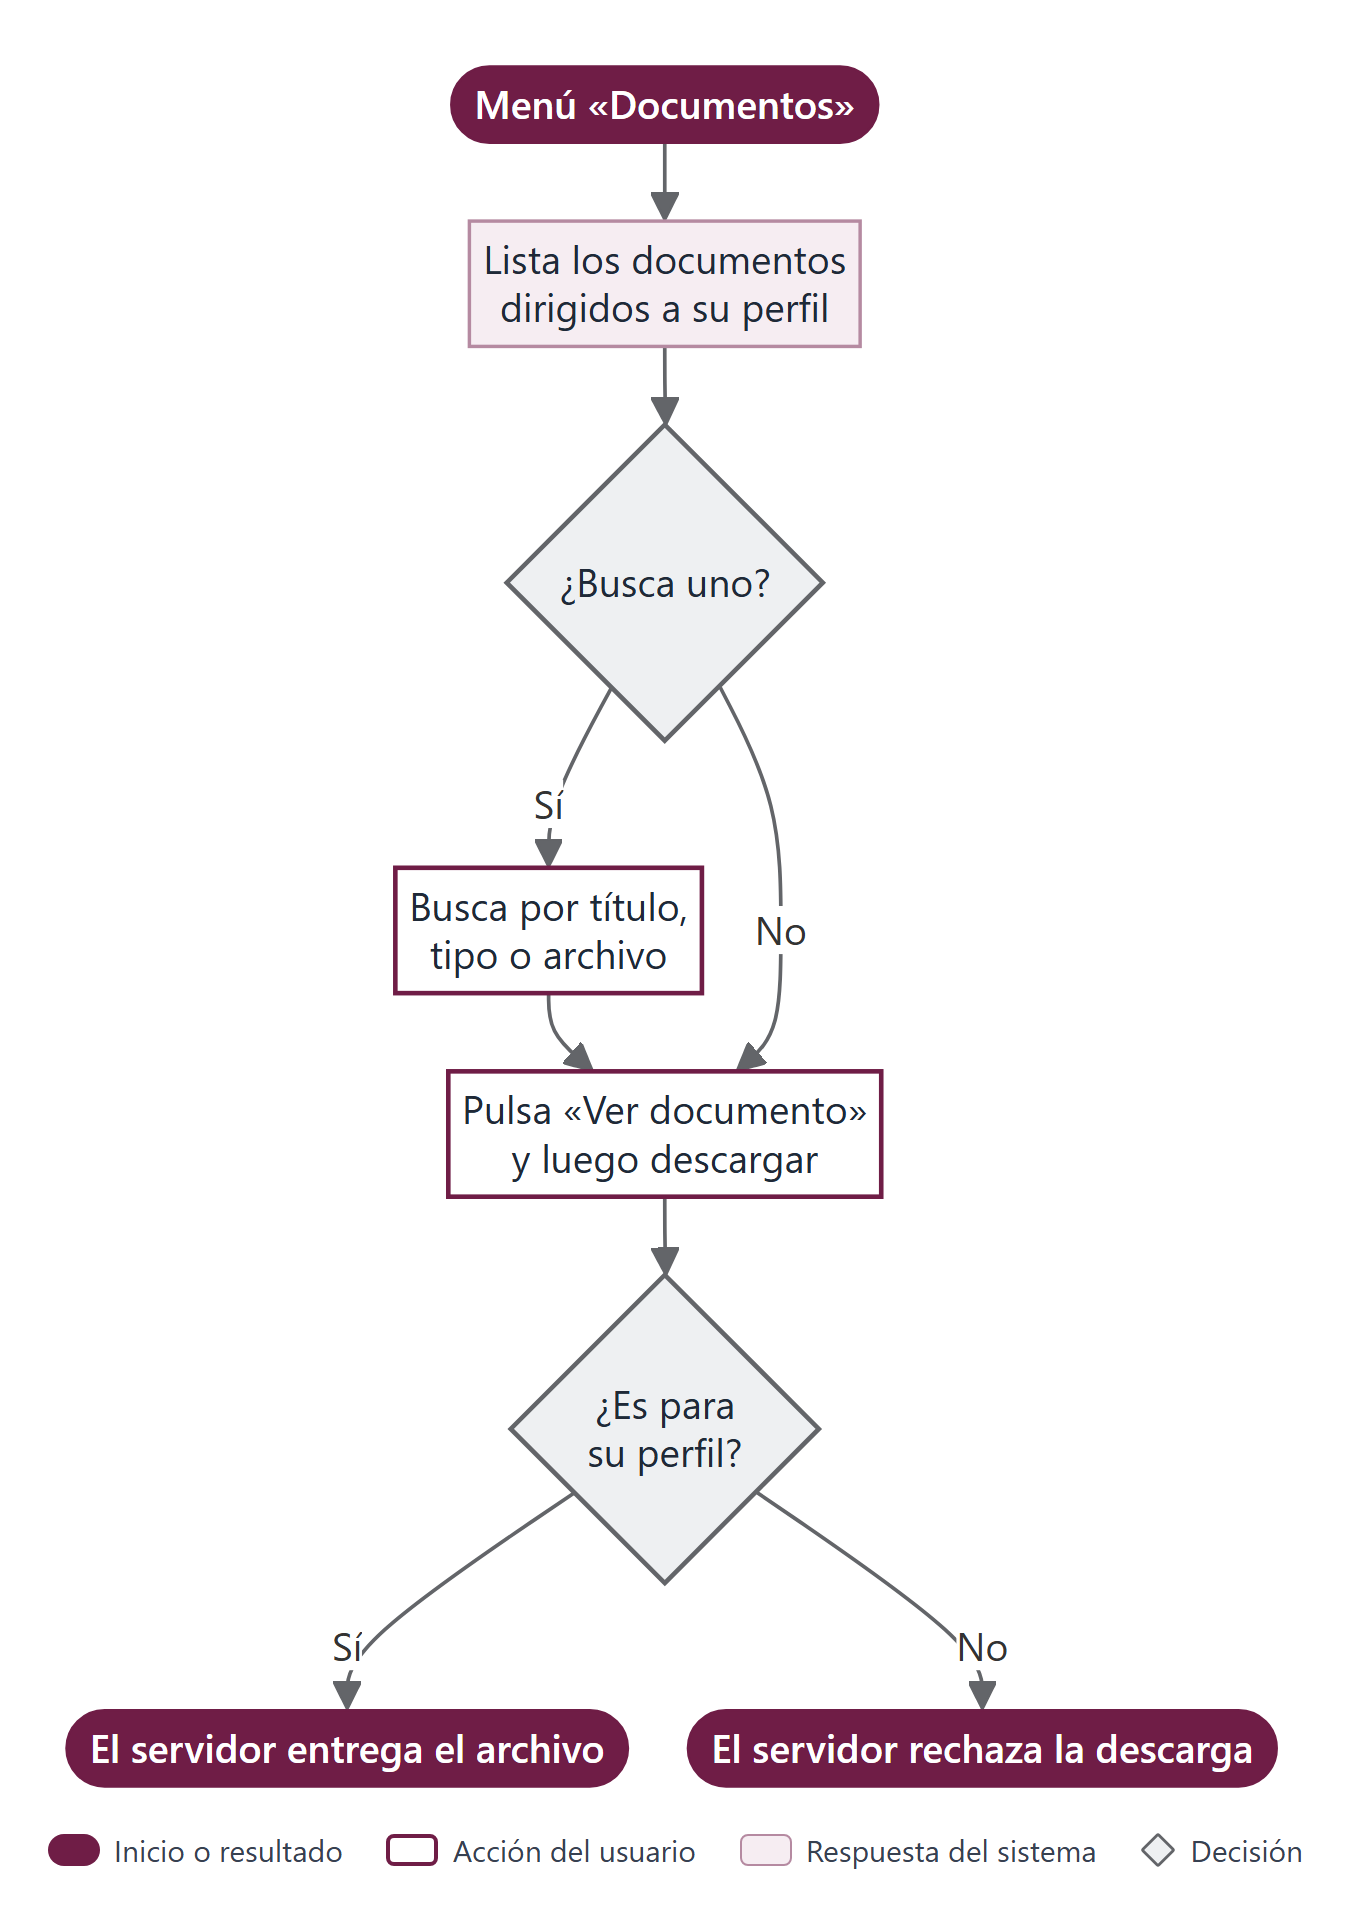 Menú «Documentos»
Lista los documentos
dirigidos a su perfil
¿Busca uno?
Sí
Busca por título,
tipo o archivo
No
Pulsa «Ver documento»
y luego descargar
¿Es para
su perfil?
Sí
No
El servidor entrega el archivo
El servidor rechaza la descarga
Inicio o resultado
Acción del usuario
Respuesta del sistema
Decisión